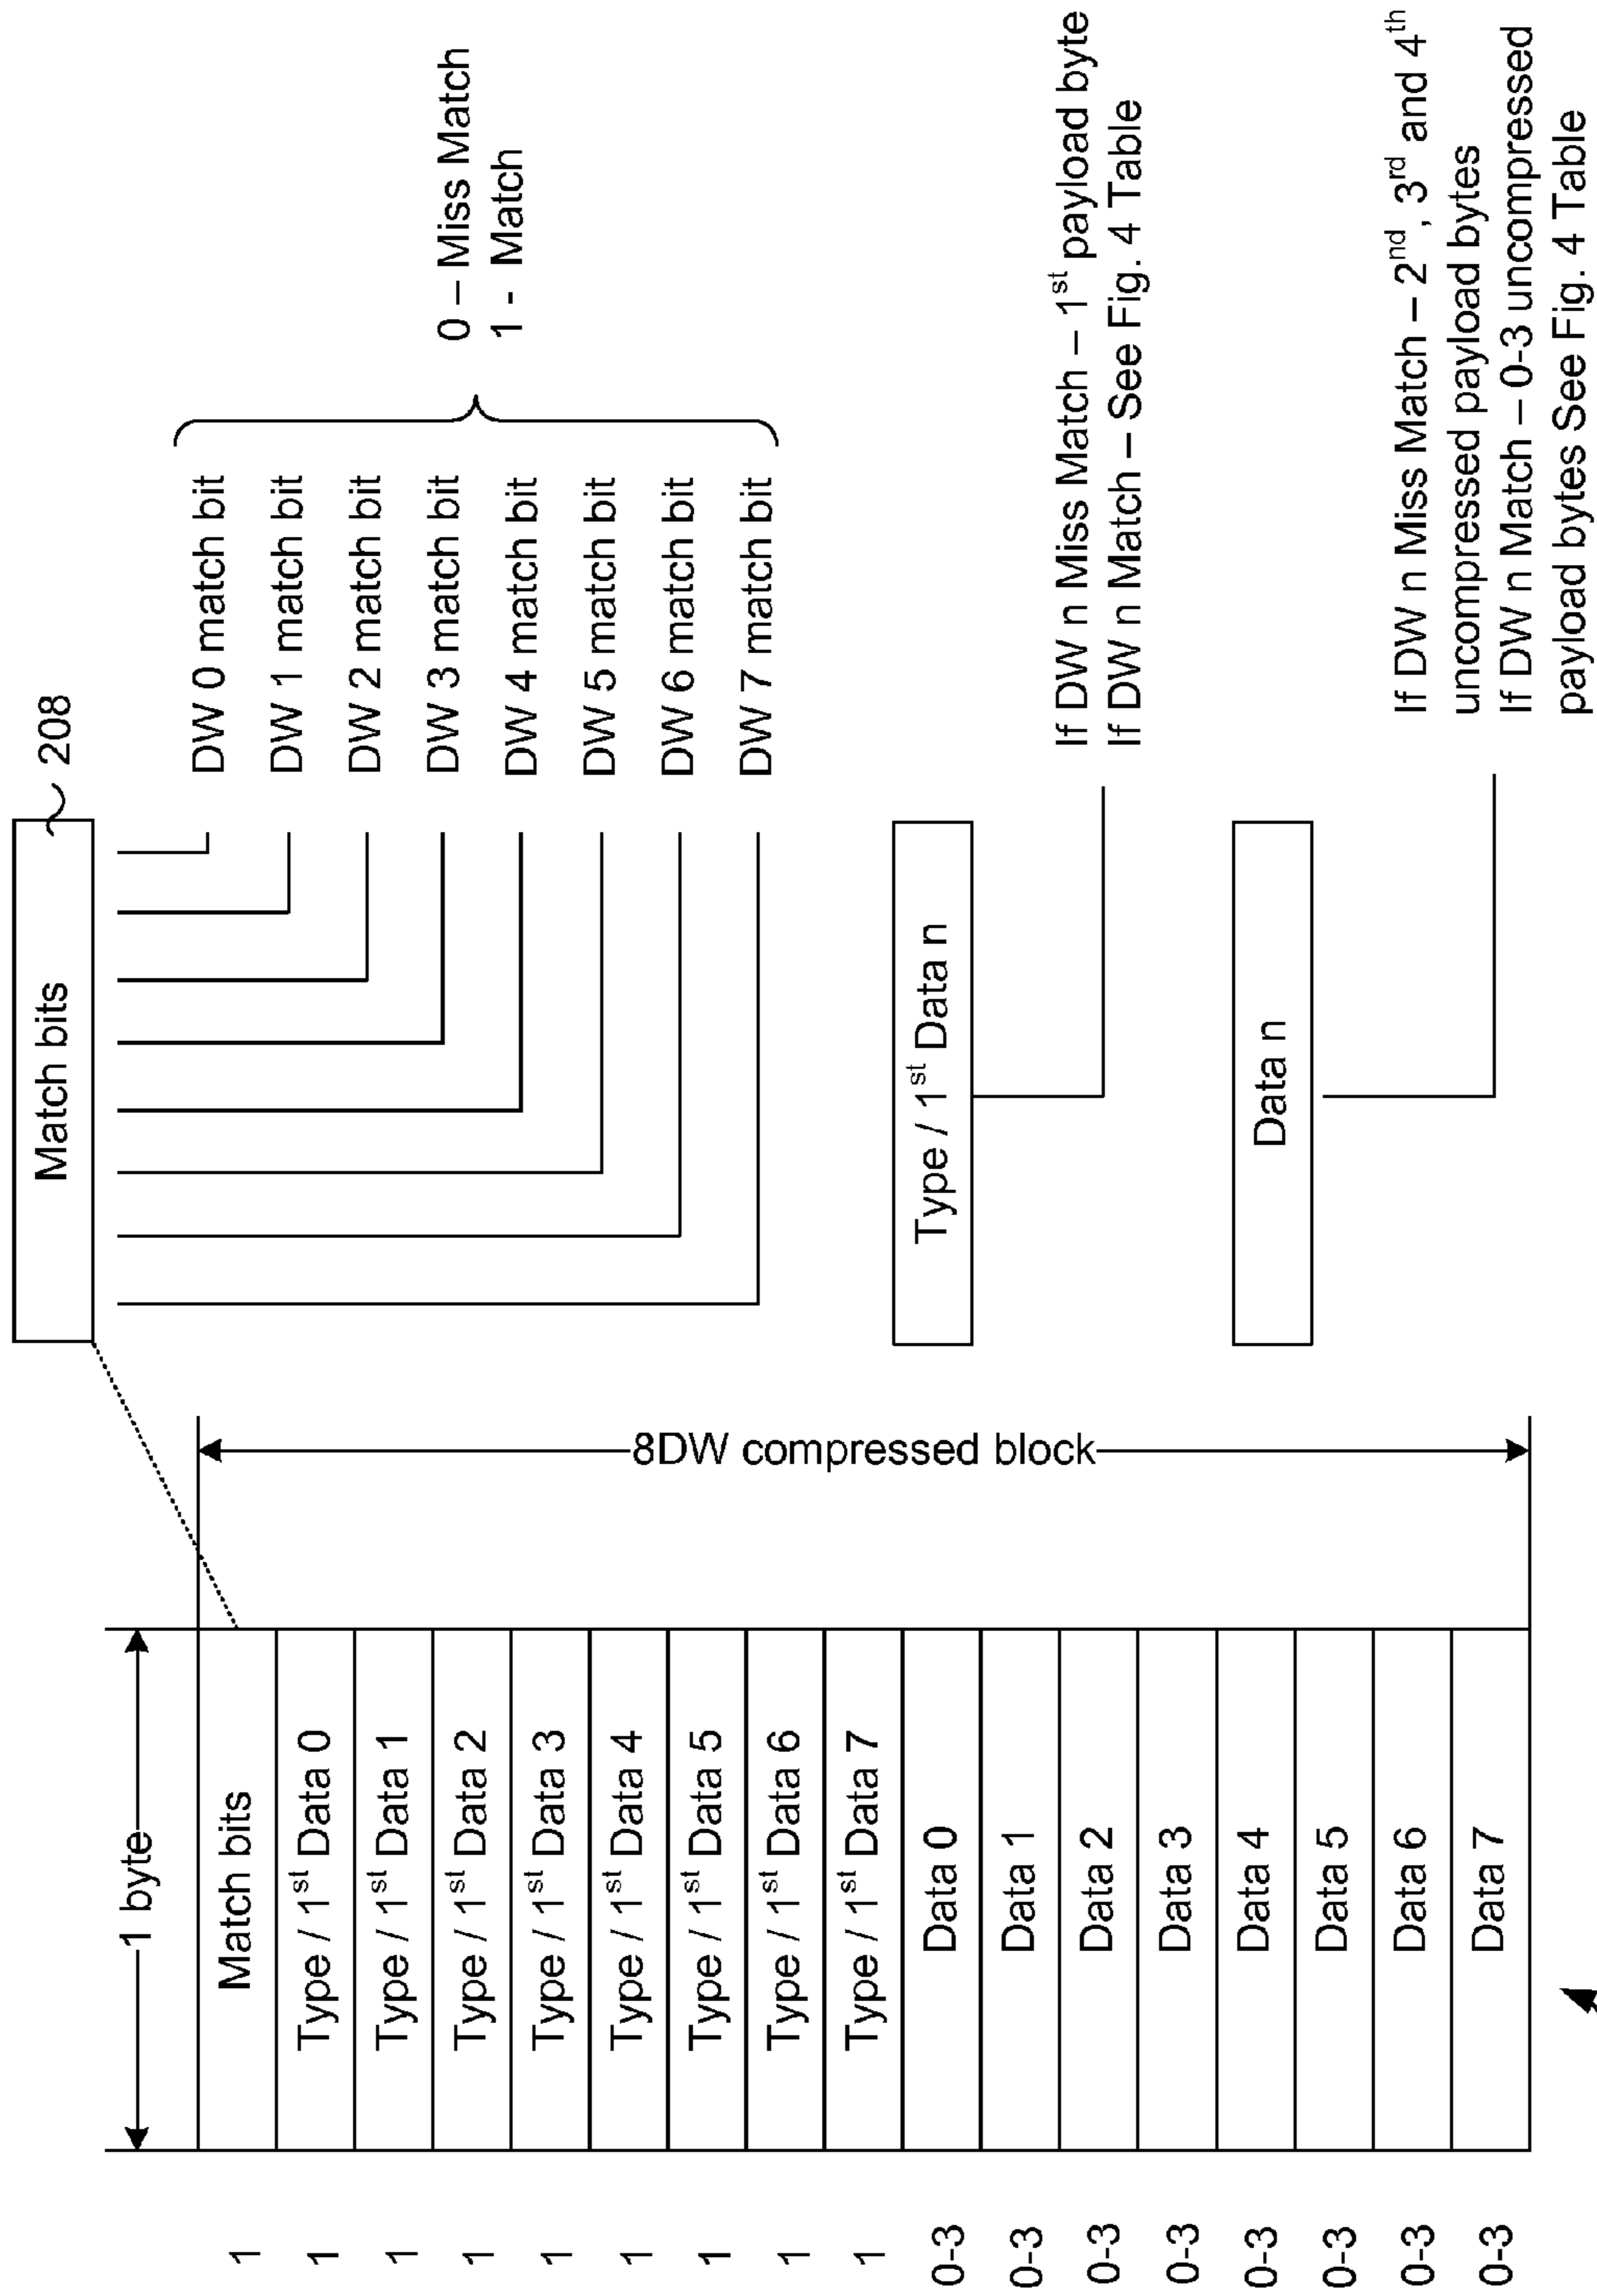 Match bits
208
DW 0 match bit
DW 1 match bit
DW 2 match bit
DW 3 match bit
DW 4 match bit
DW 5 match bit
DW 6 match bit
DW 7 match bit
0 – Miss Match
1 - Match
1 byte
8DW compressed block
1 Match bits
1 Type / 1st Data 0
1 Type / 1st Data 1
1 Type / 1st Data 2
1 Type / 1st Data 3
1 Type / 1st Data 4
1 Type / 1st Data 5
1 Type / 1st Data 6
1 Type / 1st Data 7
0-3 Data 0
0-3 Data 1
0-3 Data 2
0-3 Data 3
0-3 Data 4
0-3 Data 5
0-3 Data 6
0-3 Data 7
Type / 1st Data n
If DW n Miss Match – 1st payload byte
If DW n Match – See Fig. 4 Table
Data n
If DW n Miss Match – 2nd, 3rd and 4th
uncompressed payload bytes
If DW n Match – 0-3 uncompressed
payload bytes See Fig. 4 Table